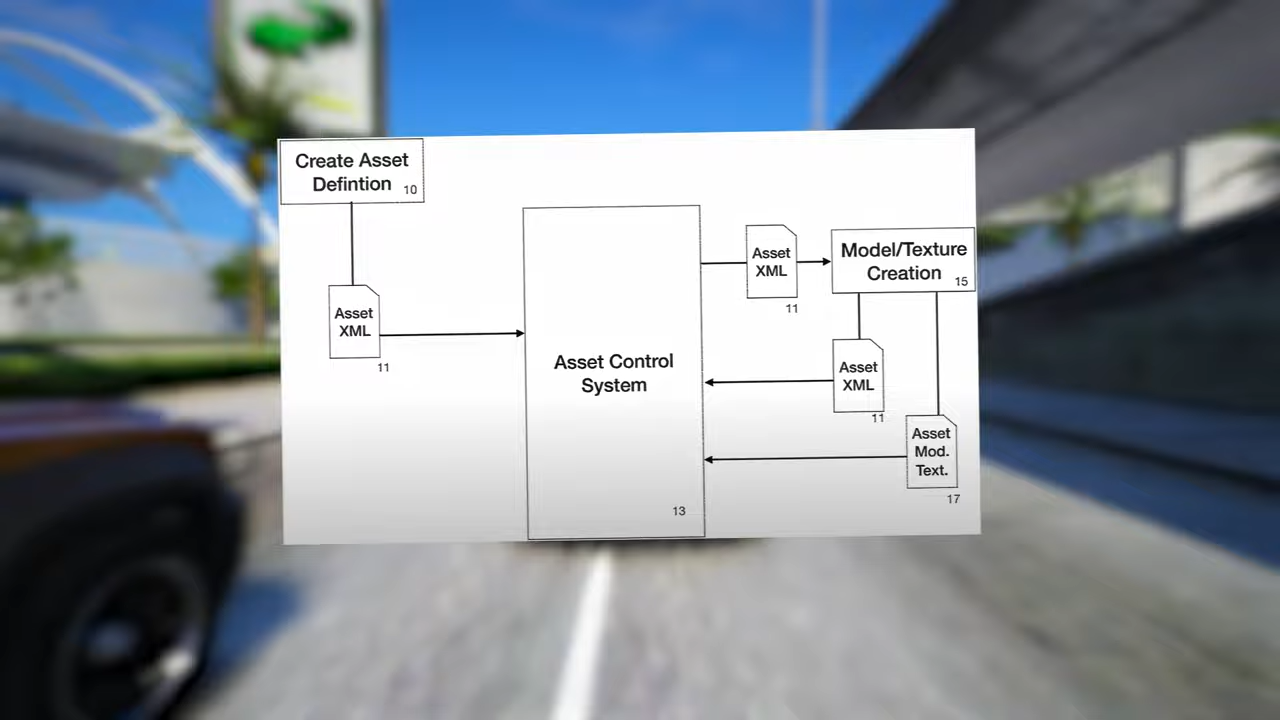 Create Asset
Defintion 10
Asset
XML
11
Asset Control
System
13
Asset
XML
11
Model/Texture
Creation 15
Asset
XML
11
Asset
Mod.
Text.
17